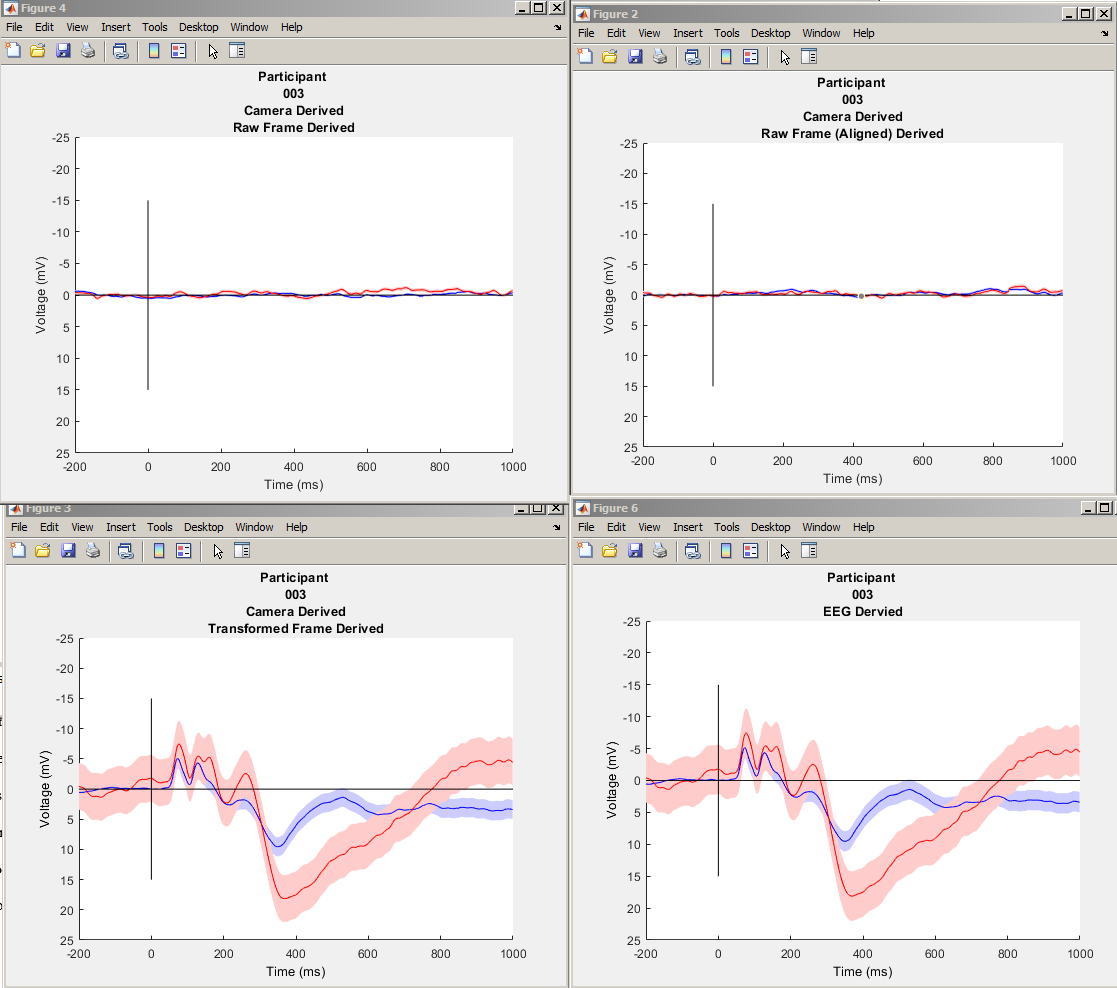 Figure 4
File Edit View Insert Tools Desktop Window Help
Participant
003
Camera Derived
Raw Frame Derived
-25
-20
-15
-10
-5
0
5
10
15
20
25
Voltage (mV)
-200 0 200 400 600 800 1000
Time (ms)
Figure 2
File Edit View Insert Tools Desktop Window Help
Participant
003
Camera Derived
Raw Frame (Aligned) Derived
-25
-20
-15
-10
-5
0
5
10
15
20
25
Voltage (mV)
-200 0 200 400 600 800 1000
Time (ms)
Figure 3
File Edit View Insert Tools Desktop Window Help
Participant
003
Camera Derived
Transformed Frame Derived
-25
-20
-15
-10
-5
0
5
10
15
20
25
Voltage (mV)
-200 0 200 400 600 800 1000
Time (ms)
Figure 6
File Edit View Insert Tools Desktop Window Help
Participant
003
EEG Dervied
-25
-20
-15
-10
-5
0
5
10
15
20
25
Voltage (mV)
-200 0 200 400 600 800 1000
Time (ms)